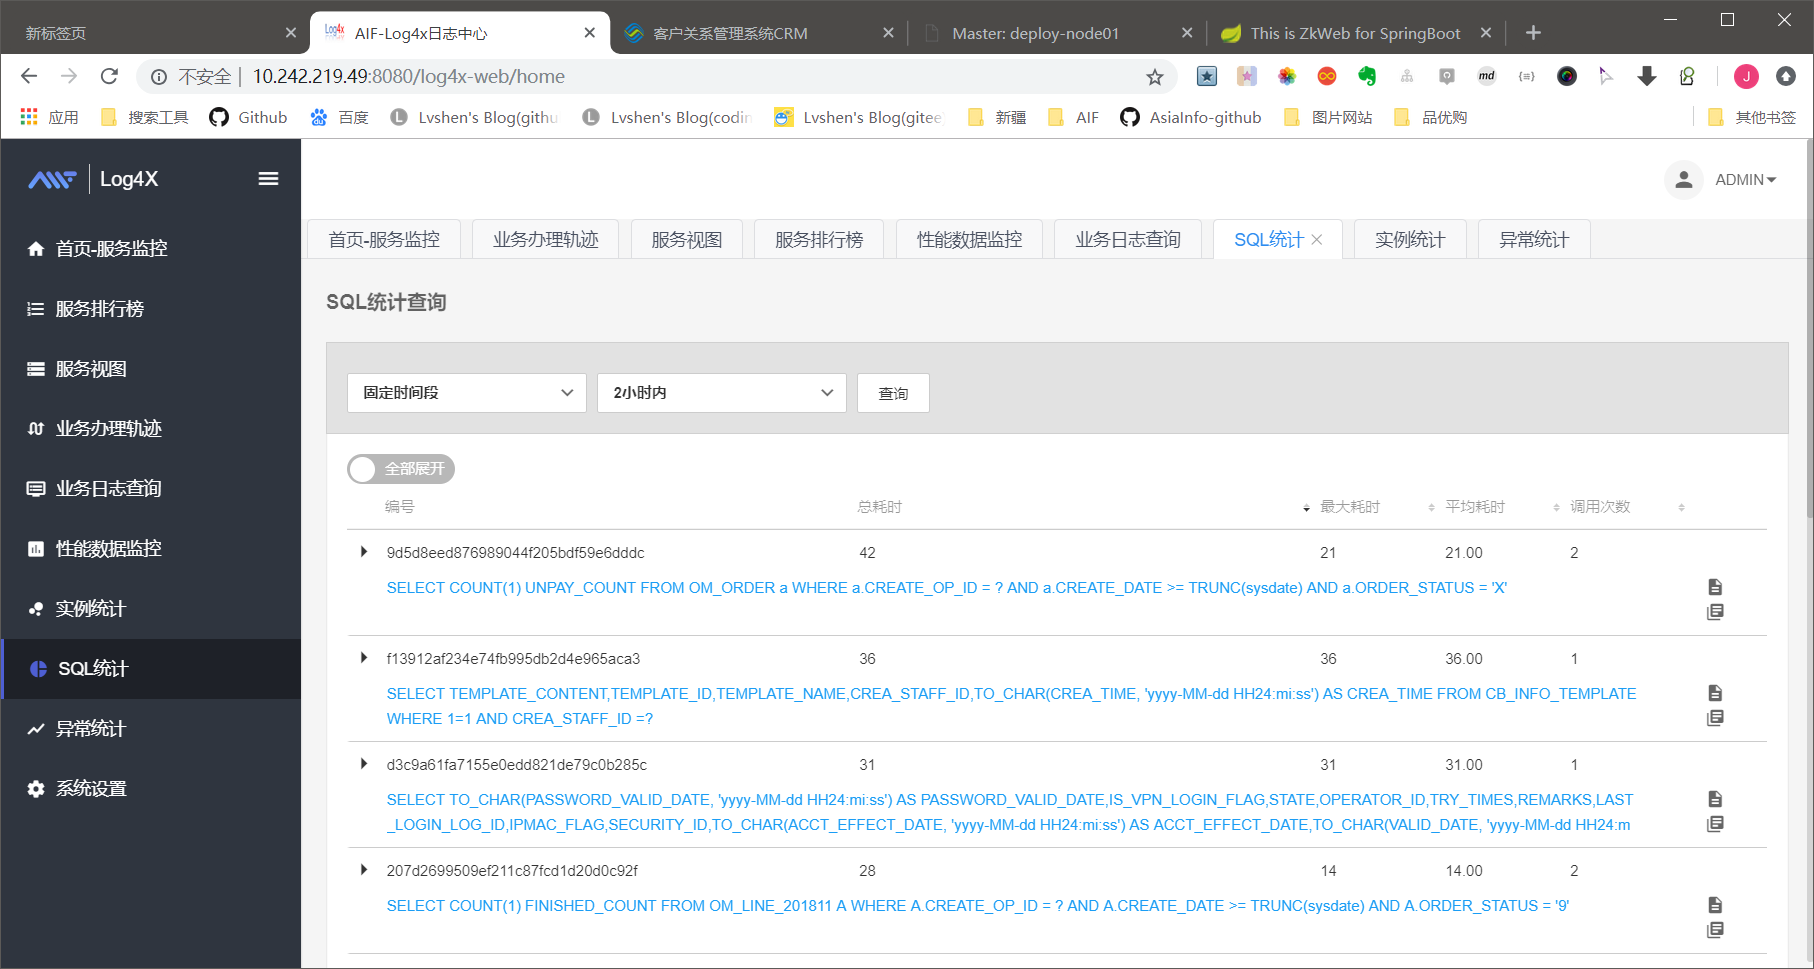 新标签页
Log4x AIF-Log4x日志中心
客户关系管理系统CRM
Master: deploy-node01
This is ZkWeb for SpringBoot
不安全 | 10.242.219.49:8080/log4x-web/home
md
J
应用
搜索工具
Github
百度
L Lvshen's Blog(githu
L Lvshen's Blog(codin
Lvshen's Blog(gitee
新疆
AIF
AsiaInfo-github
图片网站
品优购
其他书签
AIF Log4X
ADMIN
首页-服务监控
服务排行榜
服务视图
业务办理轨迹
业务日志查询
性能数据监控
实例统计
SQL统计
异常统计
系统设置
首页-服务监控 业务办理轨迹 服务视图 服务排行榜 性能数据监控 业务日志查询 SQL统计 实例统计 异常统计
SQL统计查询
固定时间段 2小时内 查询
全部展开
编号 总耗时 最大耗时 平均耗时 调用次数
9d5d8eed876989044f205bdf59e6dddc 42 21 21.00 2
SELECT COUNT(1) UNPAY_COUNT FROM OM_ORDER a WHERE a.CREATE_OP_ID = ? AND a.CREATE_DATE >= TRUNC(sysdate) AND a.ORDER_STATUS = 'X'
f13912af234e74fb995db2d4e965aca3 36 36 36.00 1
SELECT TEMPLATE_CONTENT,TEMPLATE_ID,TEMPLATE_NAME,CREA_STAFF_ID,TO_CHAR(CREA_TIME, 'yyyy-MM-dd HH24:mi:ss') AS CREA_TIME FROM CB_INFO_TEMPLATE
WHERE 1=1 AND CREA_STAFF_ID =?
d3c9a61fa7155e0edd821de79c0b285c 31 31 31.00 1
SELECT TO_CHAR(PASSWORD_VALID_DATE, 'yyyy-MM-dd HH24:mi:ss') AS PASSWORD_VALID_DATE,IS_VPN_LOGIN_FLAG,STATE,OPERATOR_ID,TRY_TIMES,REMARKS,LAST
_LOGIN_LOG_ID,IPMAC_FLAG,SECURITY_ID,TO_CHAR(ACCT_EFFECT_DATE, 'yyyy-MM-dd HH24:mi:ss') AS ACCT_EFFECT_DATE,TO_CHAR(VALID_DATE, 'yyyy-MM-dd HH24:m
207d2699509ef211c87fcd1d20d0c92f 28 14 14.00 2
SELECT COUNT(1) FINISHED_COUNT FROM OM_LINE_201811 A WHERE A.CREATE_OP_ID = ? AND A.CREATE_DATE >= TRUNC(sysdate) AND A.ORDER_STATUS = '9'